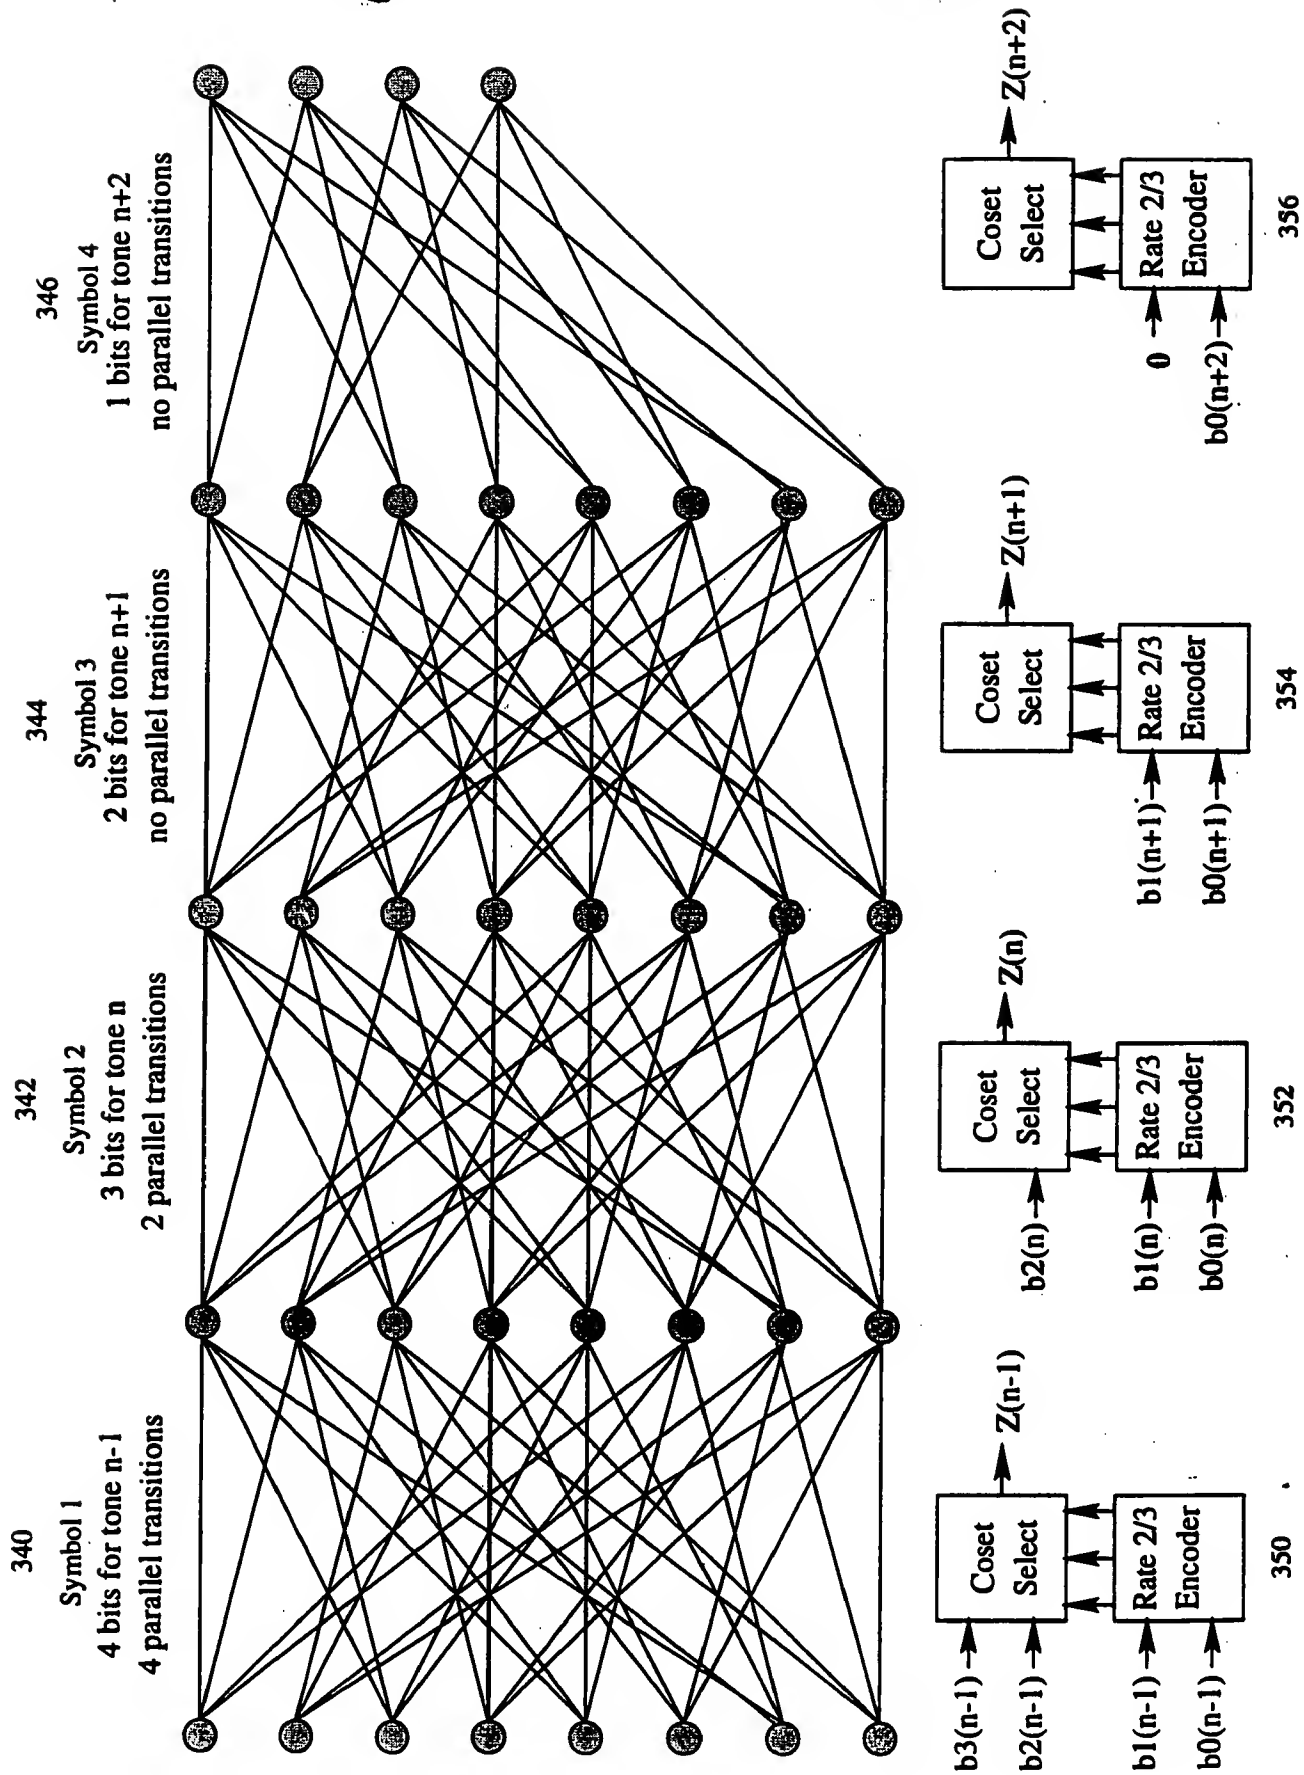 340
Symbol 1
4 bits for tone n-1
4 parallel transitions
342
Symbol 2
3 bits for tone n
2 parallel transitions
344
Symbol 3
2 bits for tone n+1
no parallel transitions
346
Symbol 4
1 bits for tone n+2
no parallel transitions
b3(n-1)
b2(n-1)
Coset
Select
Z(n-1)
b1(n-1)
b0(n-1)
Rate 2/3
Encoder
350
b2(n)
Coset
Select
Z(n)
b1(n)
b0(n)
Rate 2/3
Encoder
352
Coset
Select
Z(n+1)
b1(n+1)
b0(n+1)
Rate 2/3
Encoder
354
Coset
Select
Z(n+2)
0
b0(n+2)
Rate 2/3
Encoder
356